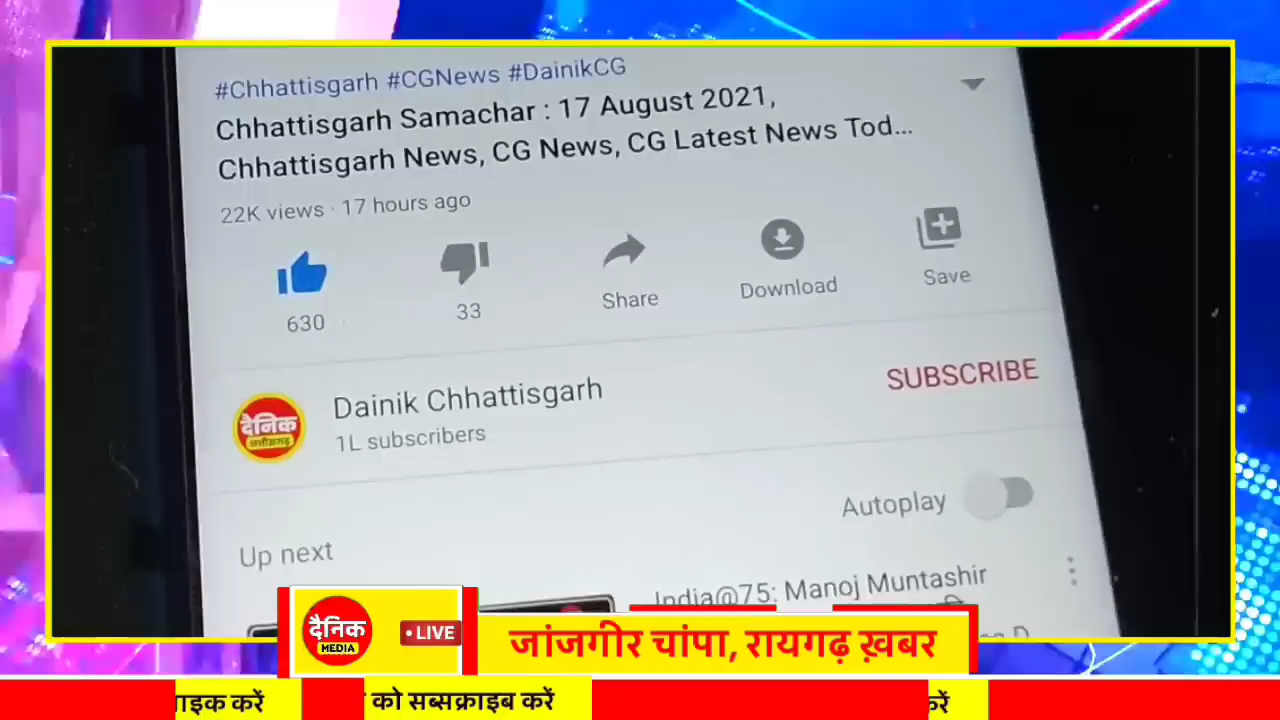 #Chhattisgarh #CGNews #DainikCG
Chhattisgarh Samachar : 17 August 2021,
Chhattisgarh News, CG News, CG Latest News Tod...
22K views · 17 hours ago
630
33
Share
Download
Save
दैनिक
छत्तीसगढ़
Dainik Chhattisgarh
1L subscribers
SUBSCRIBE
Autoplay
Up next
India@75: Manoj Muntashir
दैनिक
MEDIA
• LIVE
जांजगीर चांपा, रायगढ़ ख़बर
करें
को सब्सक्राइब करें